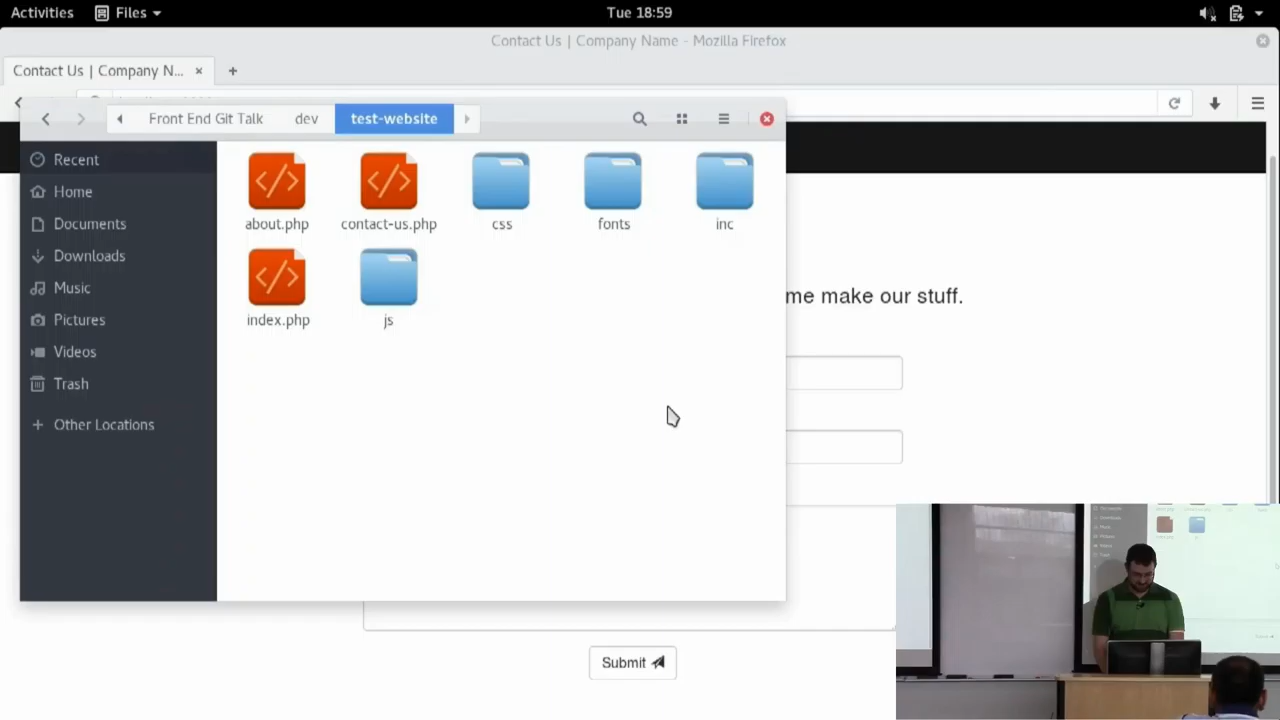 Activities Files Tue 18:59
Contact Us | Company Name - Mozilla Firefox
Contact Us | Company N...
Front End Git Talk dev test-website
Recent
Home
Documents
Downloads
Music
Pictures
Videos
Trash
Other Locations
about.php contact-us.php css fonts inc
index.php js
me make our stuff.
Submit